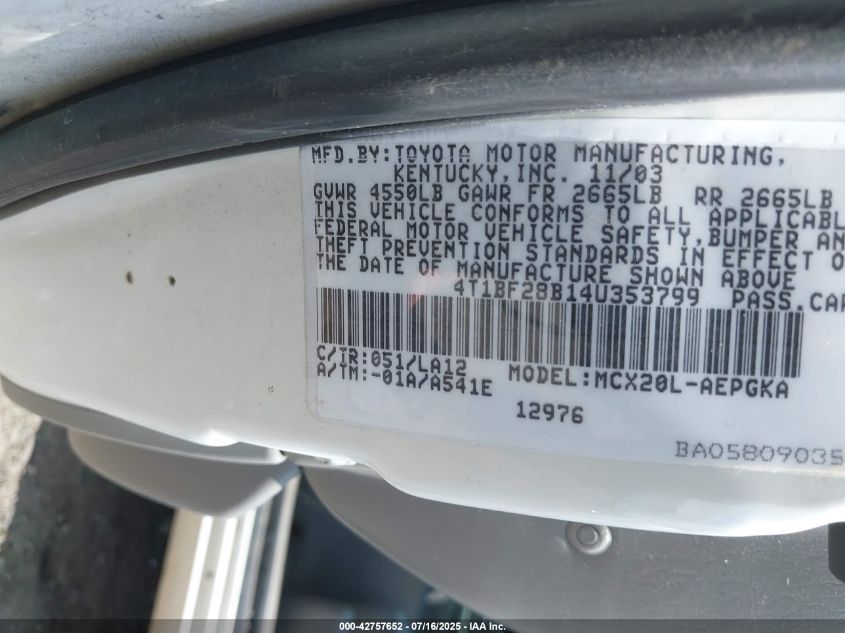 MFD.BY:TOYOTA MOTOR MANUFACTURING,
KENTUCKY,INC. 11/03
GVWR 4550LB GAWR FR 2665LB RR 2665LB
THIS VEHICLE CONFORMS TO ALL APPLICABL
FEDERAL MOTOR VEHICLE SAFETY,BUMPER AN
THEFT PREVENTION STANDARDS IN EFFECT O
THE DATE OF MANUFACTURE SHOWN ABOVE
4T1BF28B14U353799 PASS.CAR
C/TR:051/LA12
A/TM:-01A/A541E MODEL:MCX20L-AEPGKA
12976
BA05809035
000-42757652 - 07/16/2025 - IAA Inc.